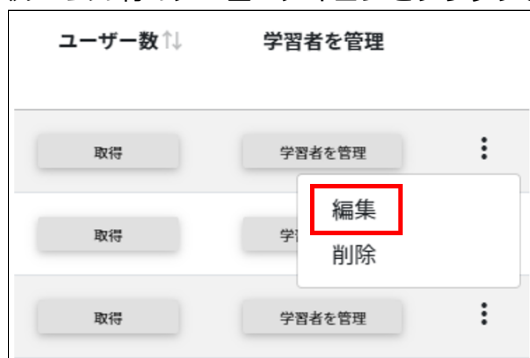 ユーザー数↑↓ 学習者を管理
取得 学習者を管理
編集
取得 学
削除
取得 学習者を管理